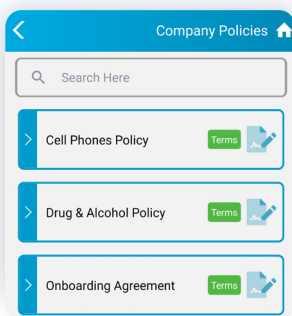 Company Policies
Search Here
Cell Phones Policy Terms
Drug & Alcohol Policy Terms
Onboarding Agreement Terms